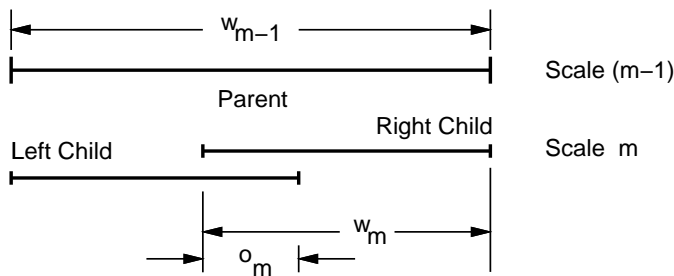 w_{m−1}
Scale (m−1)
Parent
Right Child
Left Child
Scale m
w_m
o_m